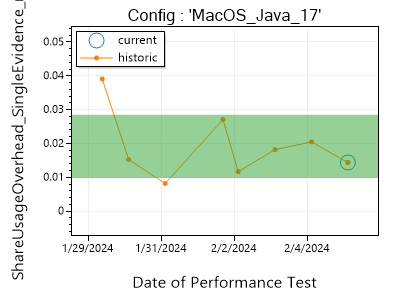 Config : 'MacOS_Java_17'
ShareUsageOverhead_SingleEvidence_
current
historic
0.05
0.04
0.03
0.02
0.01
0
1/29/2024
1/31/2024
2/2/2024
2/4/2024
Date of Performance Test